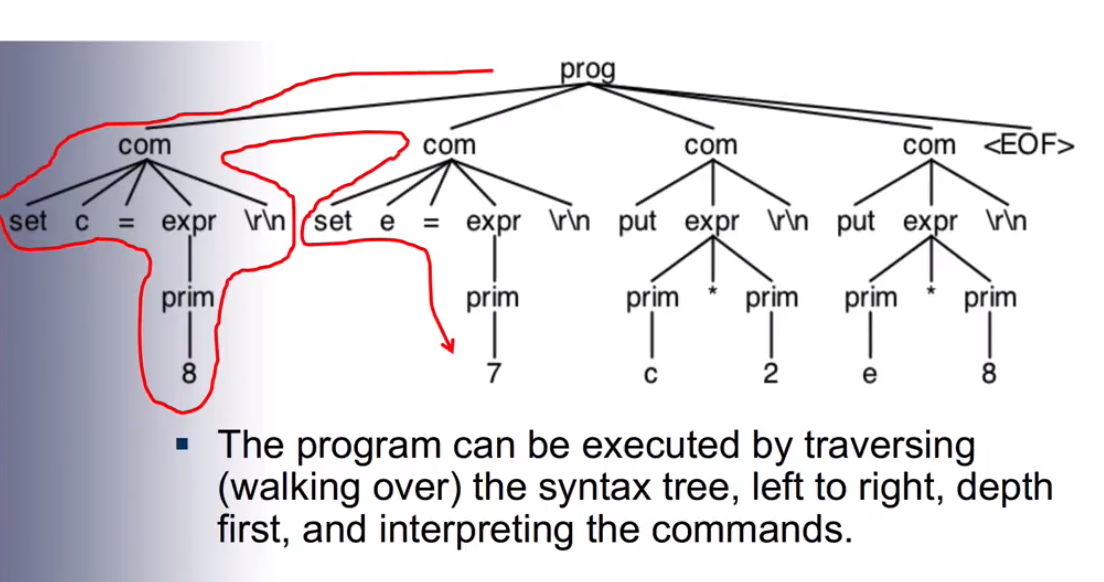 prog
com com com com <EOF>
set c = expr \r\n set e = expr \r\n put expr \r\n put expr \r\n
prim prim prim * prim prim * prim
8 7 c 2 e 8
▪ The program can be executed by traversing
(walking over) the syntax tree, left to right, depth
first, and interpreting the commands.